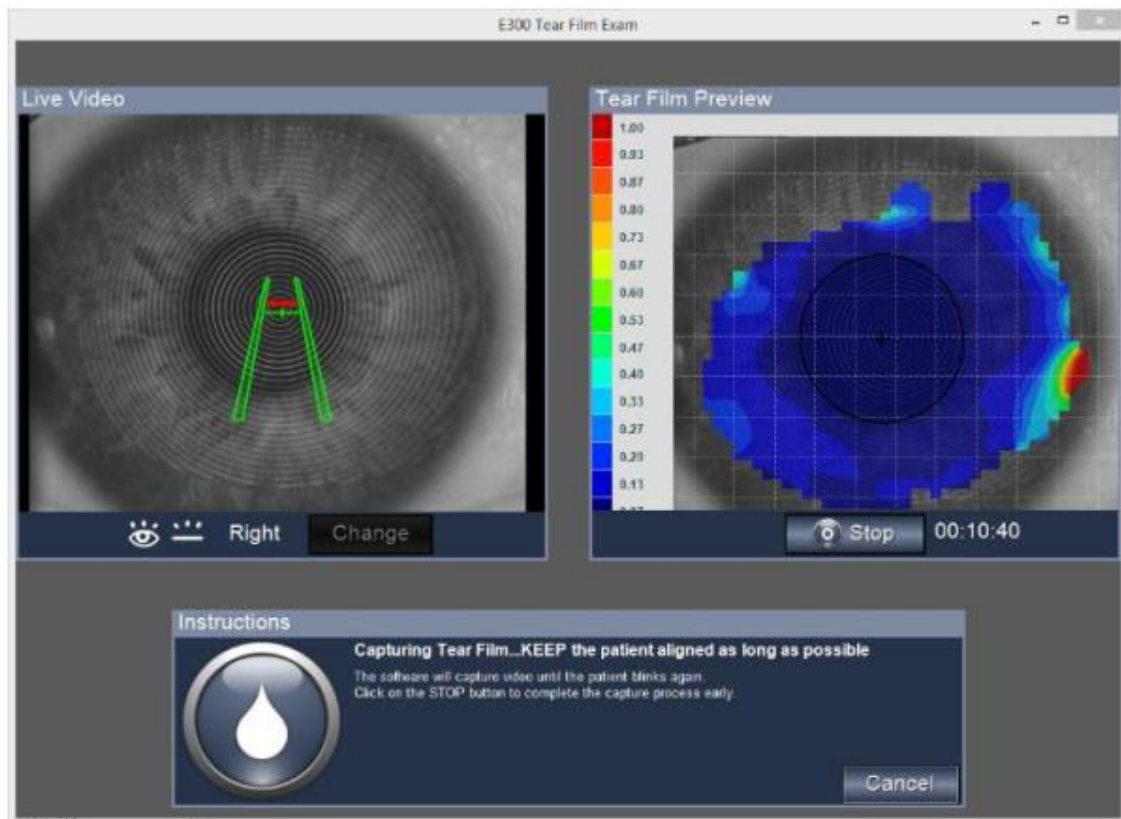 E300 Tear Film Exam
Live Video
Tear Film Preview
1.00
0.93
0.87
0.80
0.73
0.67
0.60
0.53
0.47
0.40
0.33
0.27
0.20
0.13
Right
Change
Stop
00:10:40
Instructions
Capturing Tear Film...KEEP the patient aligned as long as possible
The software will capture video until the patient blinks again.
Click on the STOP button to complete the capture process early.
Cancel